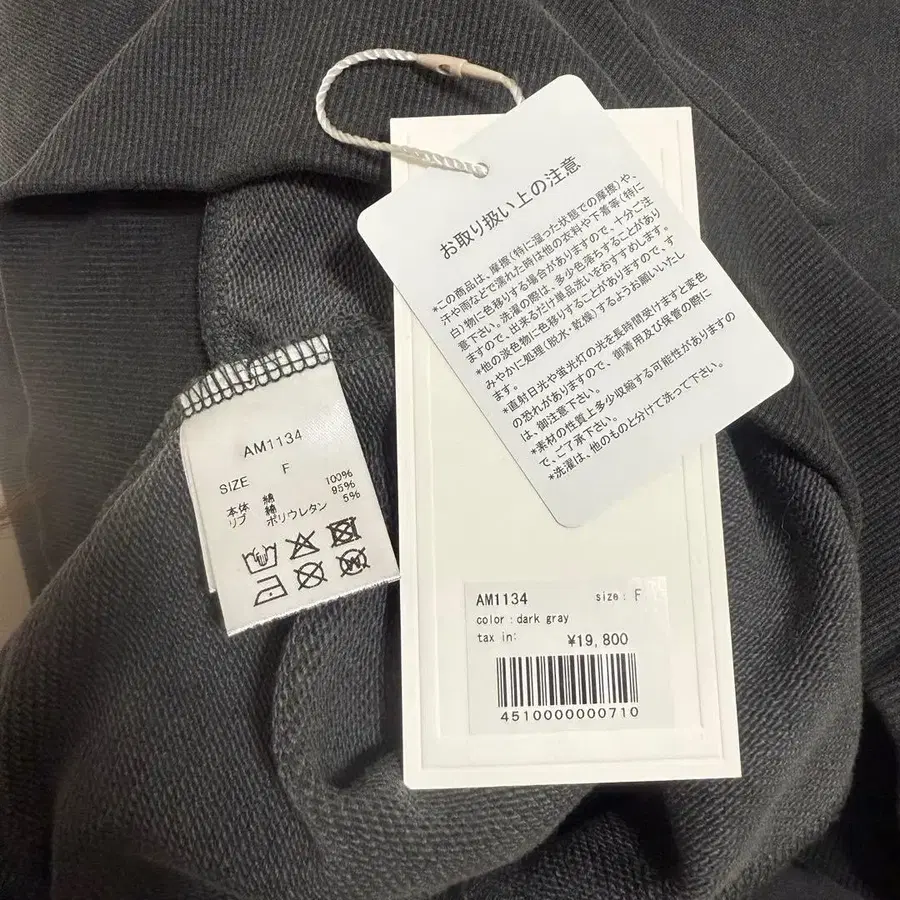 お取り扱い上の注意
*この商品は、摩擦(特に湿った状態での摩擦)や、
汗や雨などで濡れた時は他の衣料や下着等(特に
白)物に色移りする場合がありますので、十分ご注
意下さい。洗濯の際は、多少色落ちすることがあり
ますので、出来るだけ単品洗いをおすすめします。
*他の淡色物に色移りすることがありますので、す
みやかに処理(脱水・乾燥)するようお願いいたし
ます。
*直射日光や蛍光灯の光を長時間受けますと変色
の恐れがありますので、御着用及び保管の際に
は、御注意下さい。
*素材の性質上多少収縮する可能性がありますの
で、ご了承下さい。
*洗濯は、他のものと分けて洗って下さい。
AM1134
SIZE F
本体 綿 100%
リブ 綿 95%
ポリウレタン 5%
AM1134 size: F
color:dark gray
tax in: ¥19,800
4510000000710